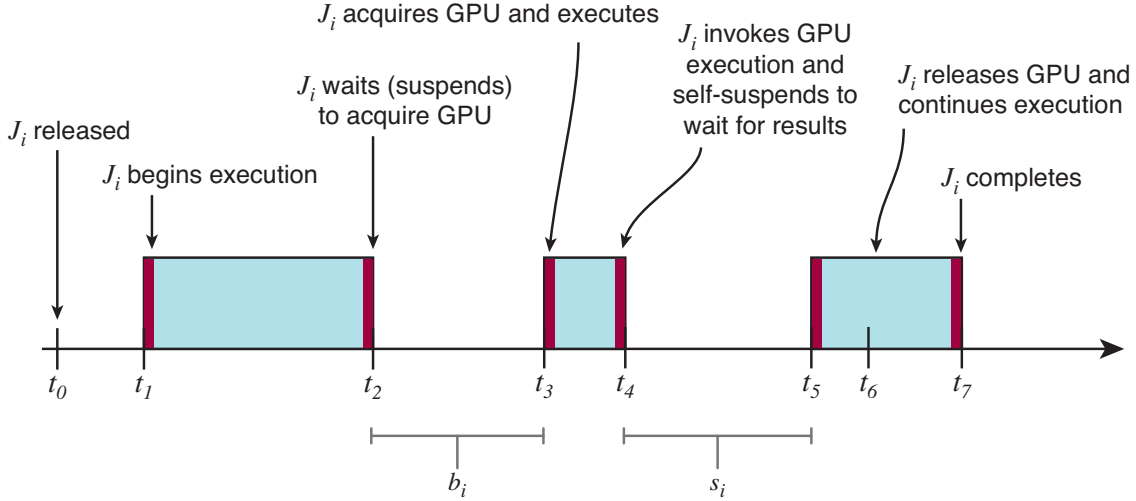 J_i acquires GPU and executes
J_i invokes GPU
execution and
self-suspends to
wait for results
J_i waits (suspends)
to acquire GPU
J_i releases GPU and
continues execution
J_i released
J_i begins execution
J_i completes
t_0 t_1 t_2 t_3 t_4 t_5 t_6 t_7
b_i s_i